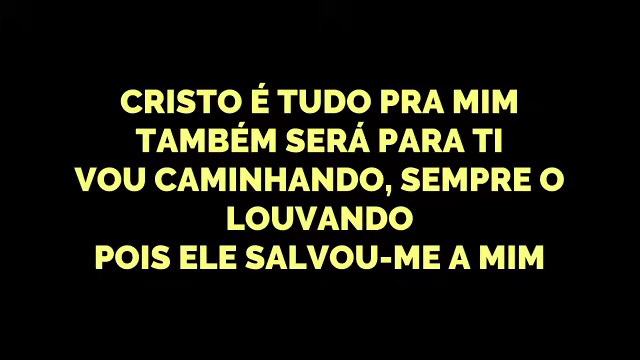 CRISTO É TUDO PRA MIM
TAMBÉM SERÁ PARA TI
VOU CAMINHANDO, SEMPRE O
LOUVANDO
POIS ELE SALVOU-ME A MIM